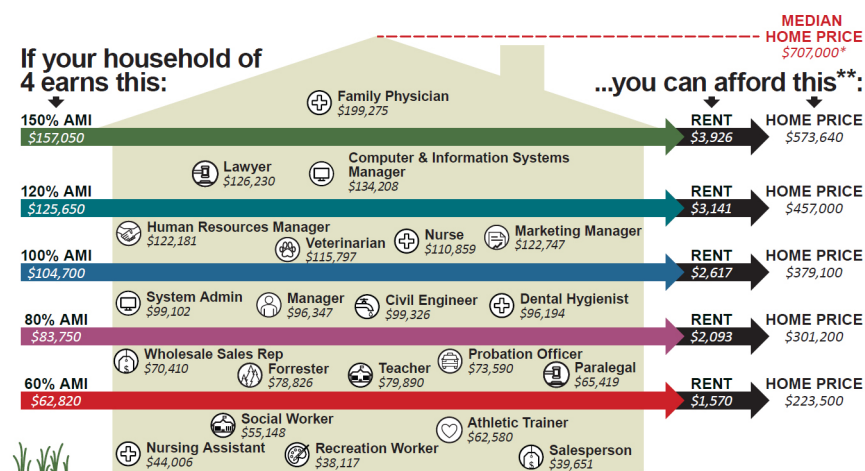 MEDIAN
HOME PRICE
$707,000*
If your household of
4 earns this:
...you can afford this**:
Family Physician
$199,275
150% AMI
$157,050
RENT
$3,926
HOME PRICE
$573,640
Lawyer
$126,230
Computer & Information Systems
Manager
$134,208
120% AMI
$125,650
RENT
$3,141
HOME PRICE
$457,000
Human Resources Manager
$122,181
Veterinarian
$115,797
Nurse
$110,859
Marketing Manager
$122,747
100% AMI
$104,700
RENT
$2,617
HOME PRICE
$379,100
System Admin
$99,102
Manager
$96,347
Civil Engineer
$99,326
Dental Hygienist
$96,194
80% AMI
$83,750
RENT
$2,093
HOME PRICE
$301,200
Wholesale Sales Rep
$70,410
Forrester
$78,826
Teacher
$79,890
Probation Officer
$73,590
Paralegal
$65,419
60% AMI
$62,820
RENT
$1,570
HOME PRICE
$223,500
Social Worker
$55,148
Athletic Trainer
$62,580
Nursing Assistant
$44,006
Recreation Worker
$38,117
Salesperson
$39,651